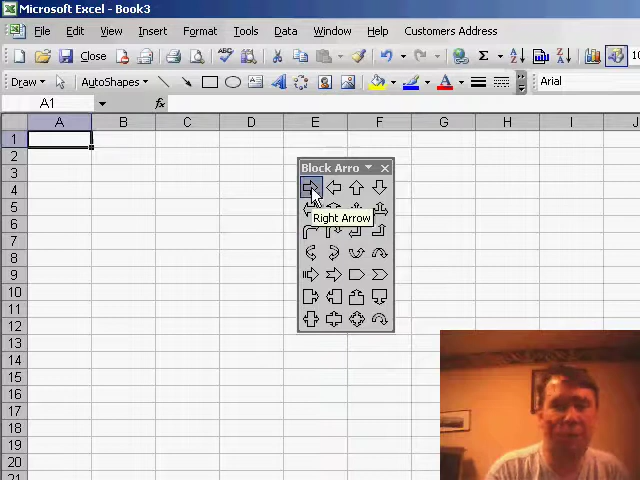 Microsoft Excel - Book3
File Edit View Insert Format Tools Data Window Help Customers Address
Close 10
Draw AutoShapes A A Arial
A1 fx
A B C D E F G H I J
1
2
3
4
5
6
7
8
9
10
11
12
13
14
15
16
17
18
19
20
21
Block Arro
Right Arrow